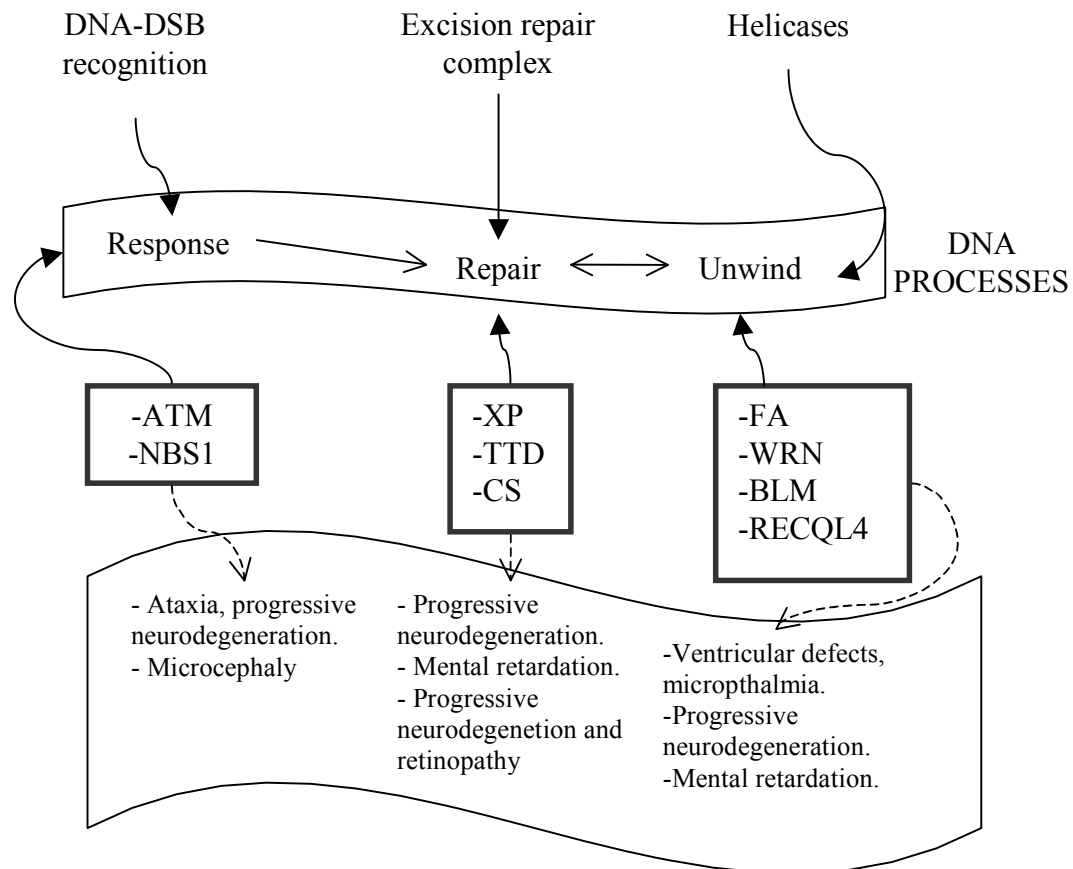 DNA-DSB
recognition
Excision repair
complex
Helicases
Response
Repair
Unwind
DNA
PROCESSES
-ATM
-NBS1
-XP
-TTD
-CS
-FA
-WRN
-BLM
-RECQL4
- Ataxia, progressive
neurodegeneration.
- Microcephaly
- Progressive
neurodegeneration.
- Mental retardation.
- Progressive
neurodegenetion and
retinopathy
-Ventricular defects,
micropthalmia.
-Progressive
neurodegeneration.
-Mental retardation.